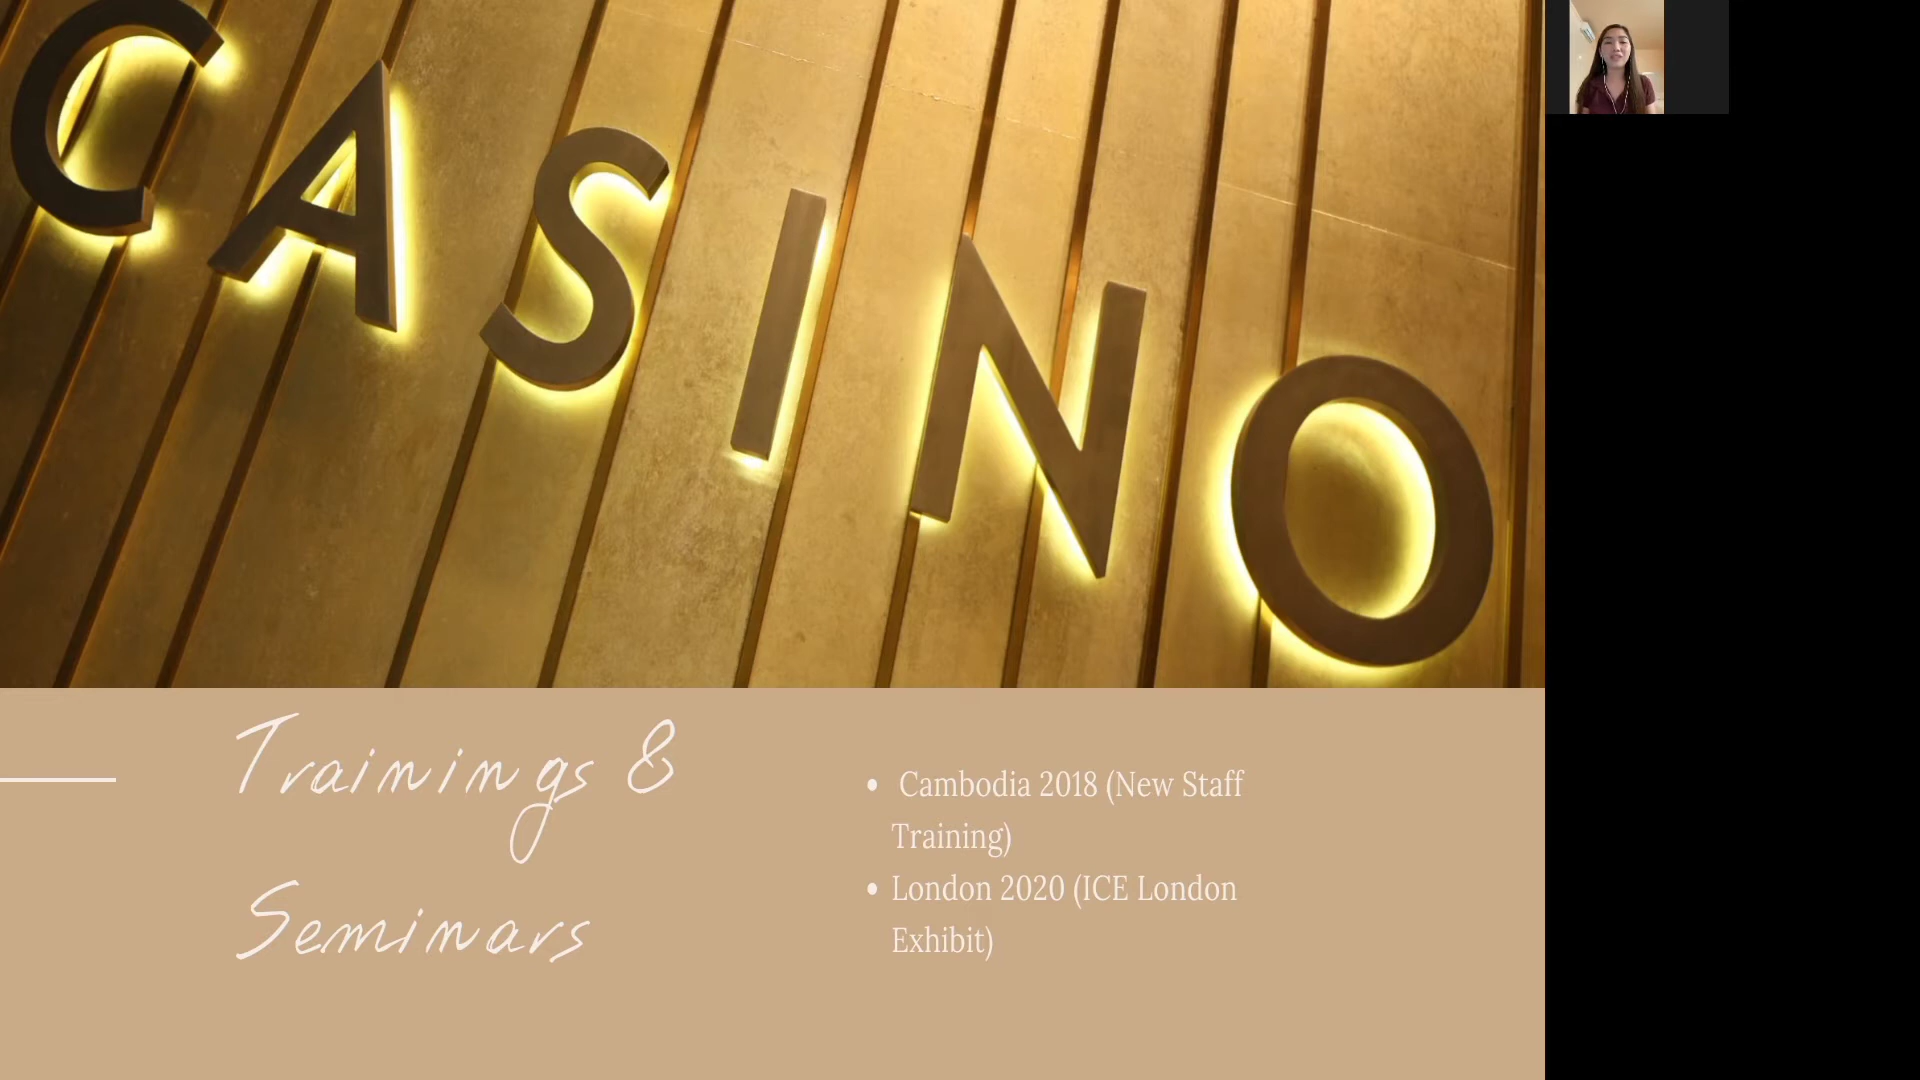 CASINO
Trainings &
Seminars
• Cambodia 2018 (New Staff
Training)
• London 2020 (ICE London
Exhibit)